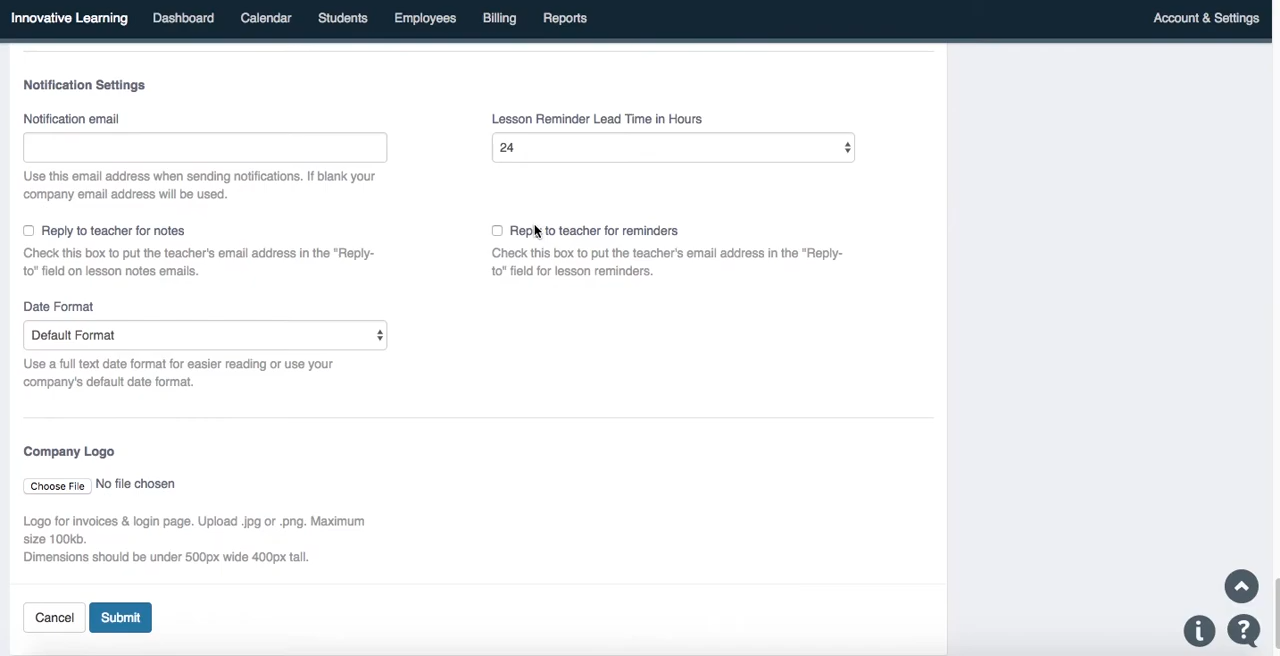 Innovative Learning Dashboard Calendar Students Employees Billing Reports Account & Settings
Notification Settings
Notification email
Use this email address when sending notifications. If blank your
company email address will be used.
Lesson Reminder Lead Time in Hours
24
Reply to teacher for notes
Check this box to put the teacher's email address in the "Reply-
to" field on lesson notes emails.
Reply to teacher for reminders
Check this box to put the teacher's email address in the "Reply-
to" field for lesson reminders.
Date Format
Default Format
Use a full text date format for easier reading or use your
company's default date format.
Company Logo
Choose File No file chosen
Logo for invoices & login page. Upload .jpg or .png. Maximum
size 100kb.
Dimensions should be under 500px wide 400px tall.
Cancel Submit